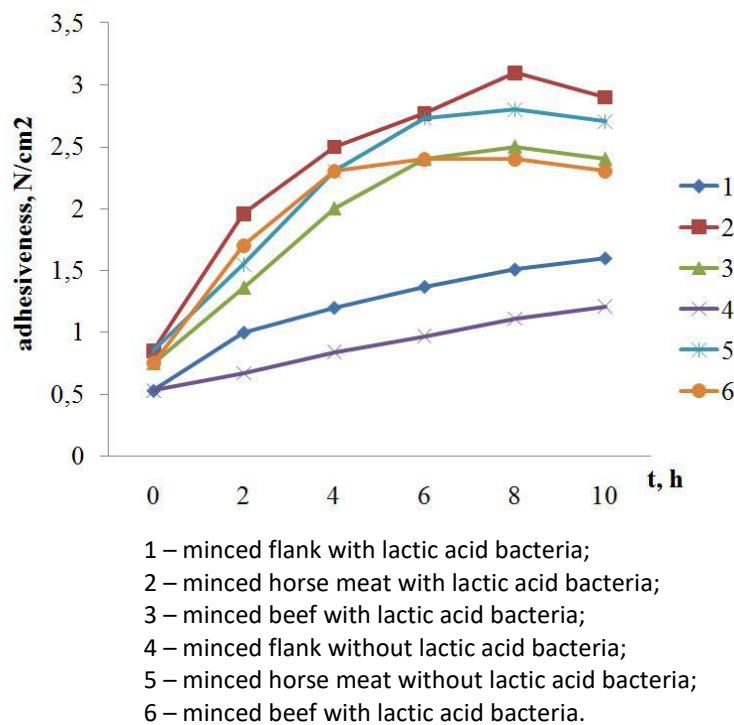 3,5
3
2,5
2
1,5
1
0,5
0
adhesiveness, N/cm2
0 2 4 6 8 10
t, h
1
2
3
4
5
6
1 – minced flank with lactic acid bacteria;
2 – minced horse meat with lactic acid bacteria;
3 – minced beef with lactic acid bacteria;
4 – minced flank without lactic acid bacteria;
5 – minced horse meat without lactic acid bacteria;
6 – minced beef with lactic acid bacteria.